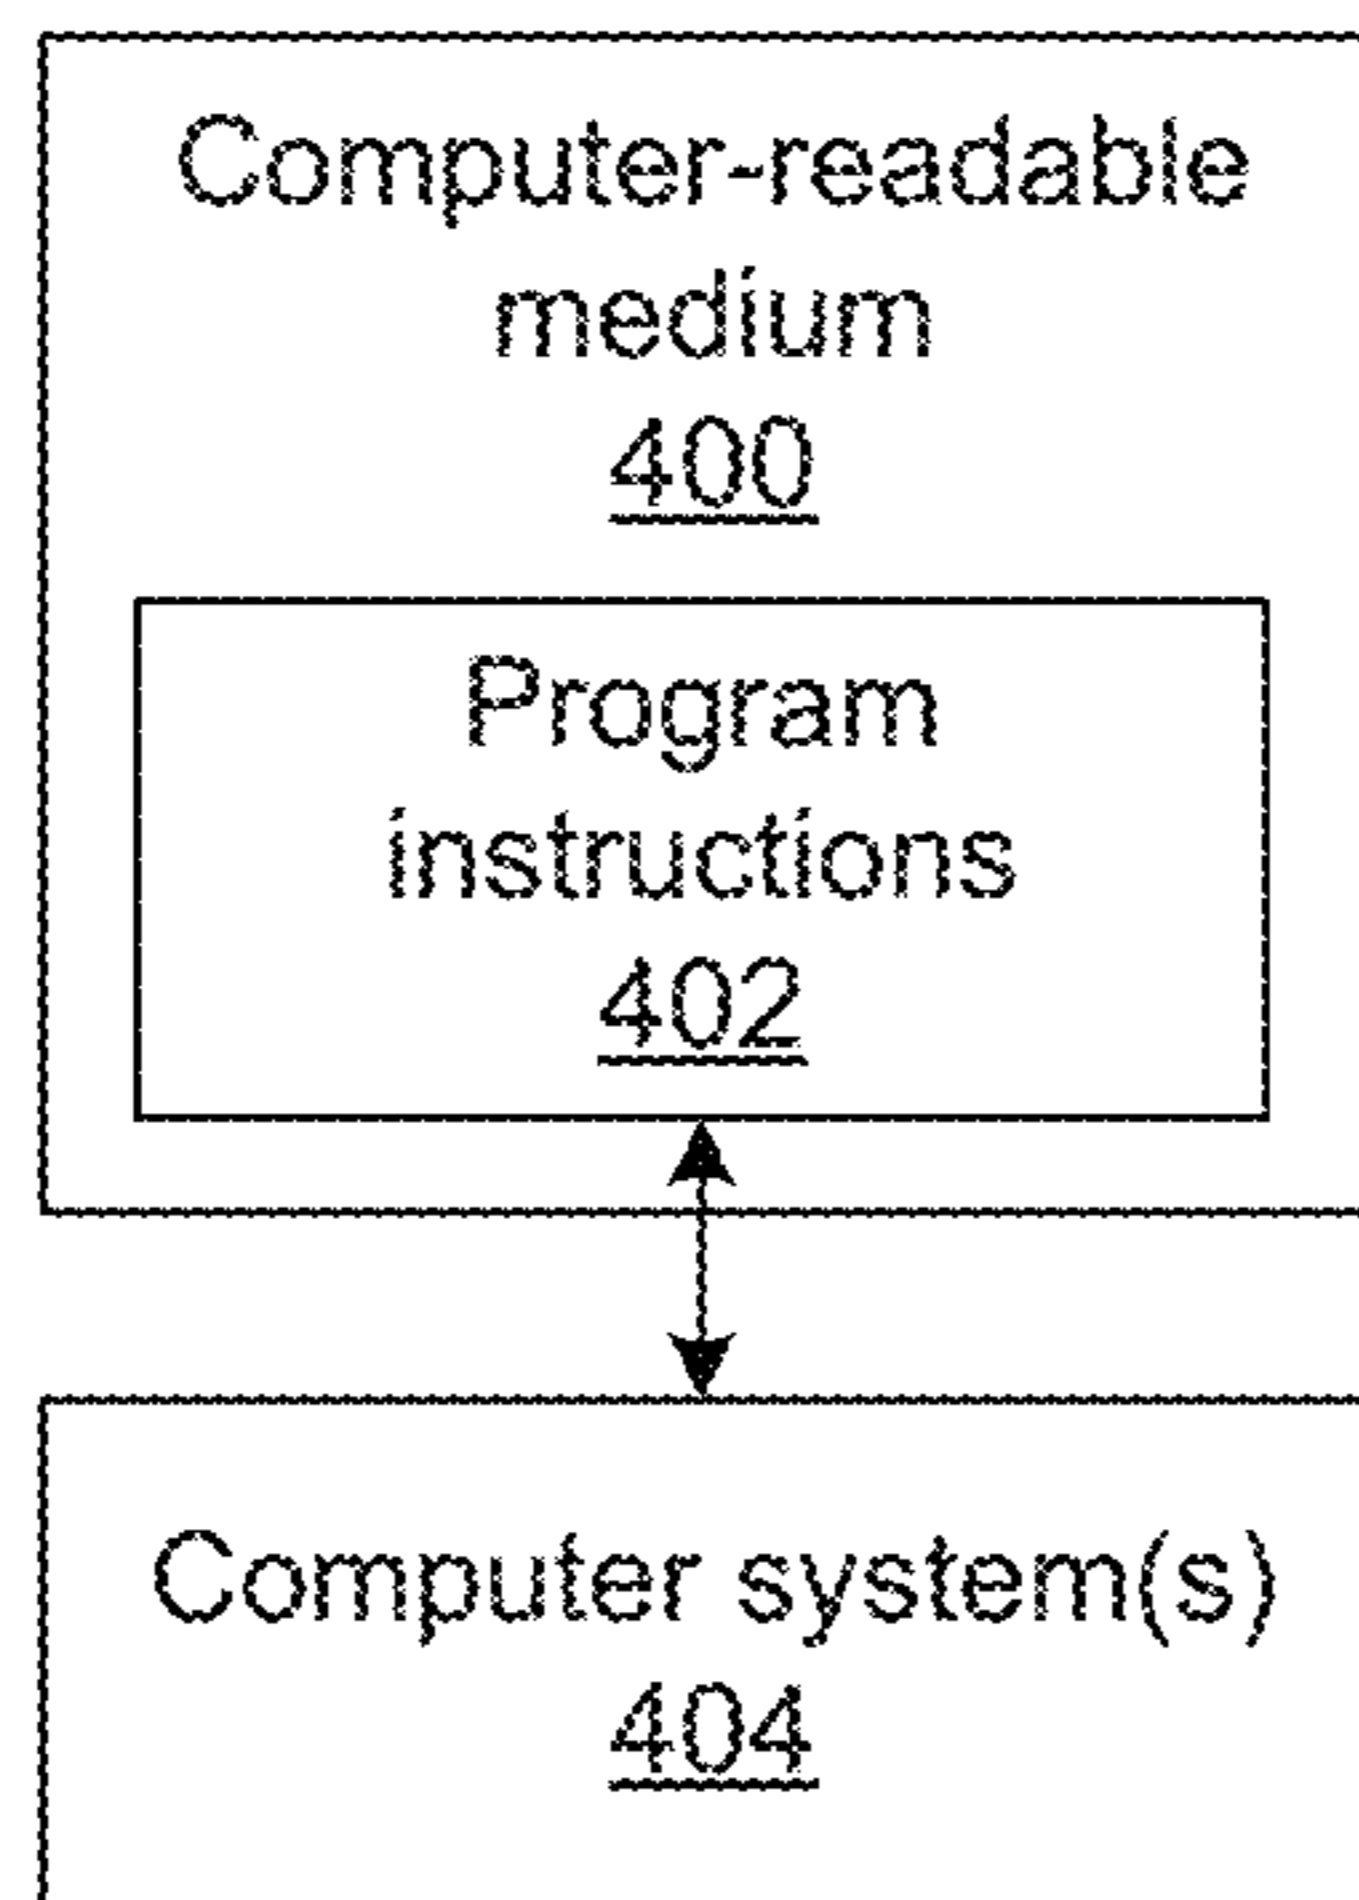 Computer-readable
medium
400
Program
instructions
402
Computer system(s)
404